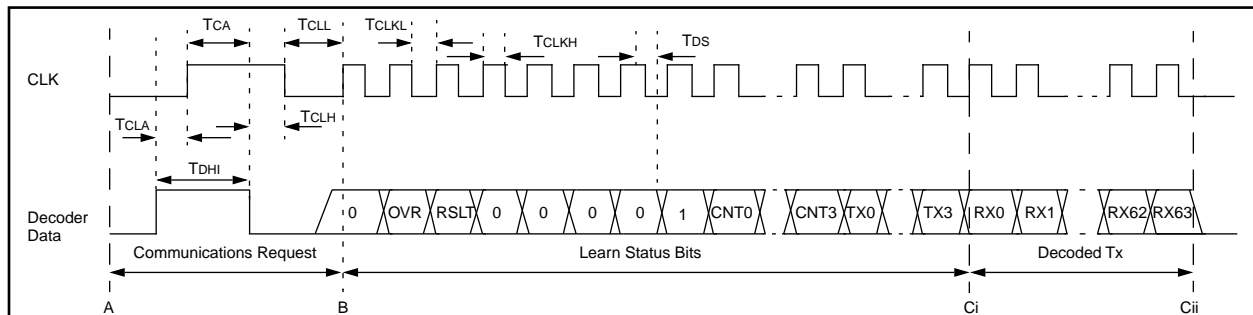 TCA TCLL TCLKL TCLKH TDS
CLK
TCLA TCLH
TDHI
Decoder
Data
0 OVR RSLT 0 0 0 0 1 CNT0 CNT3 TX0 TX3 RX0 RX1 RX62 RX63
Communications Request Learn Status Bits Decoded Tx
A B Ci Cii